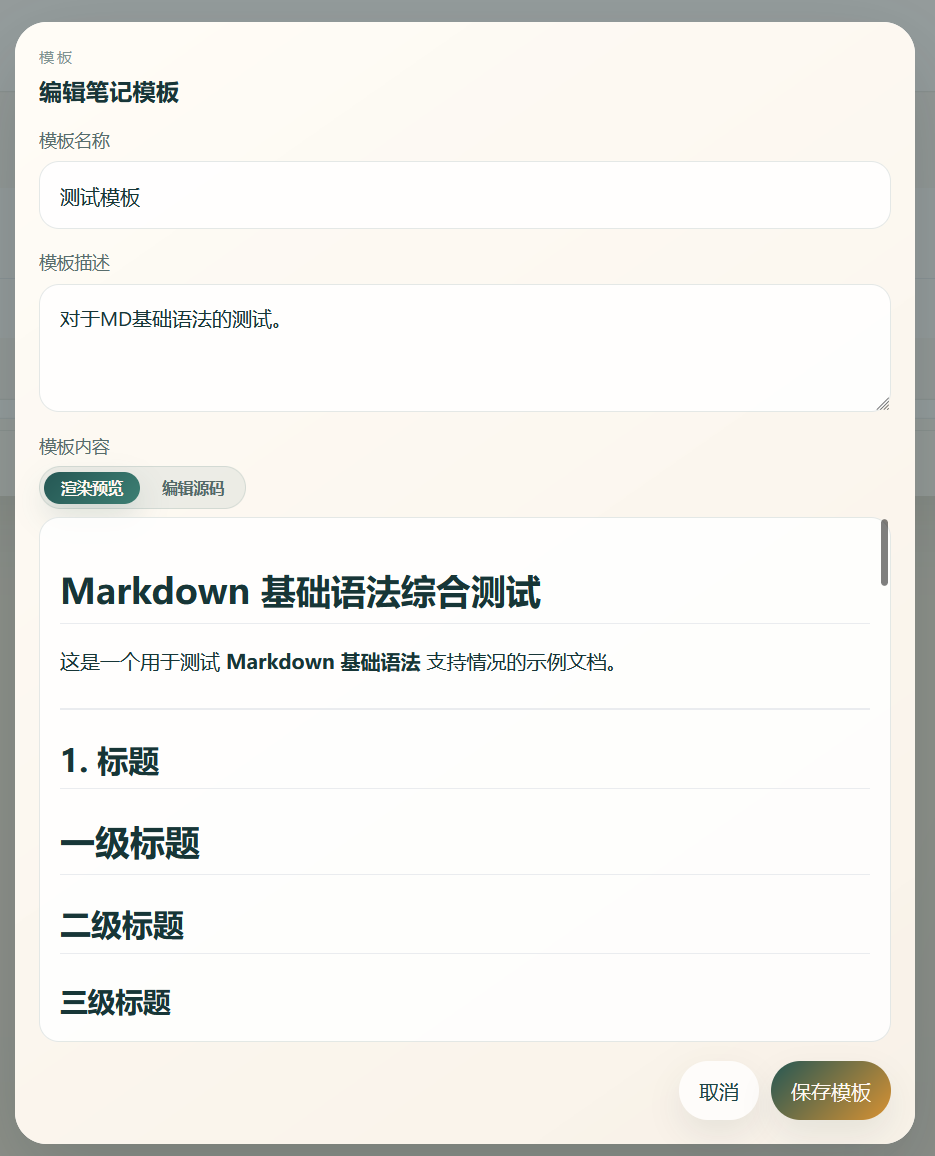 模板
编辑笔记模板
模板名称
测试模板
模板描述
对于MD基础语法的测试。
模板内容
渲染预览 编辑源码
Markdown 基础语法综合测试
这是一个用于测试 Markdown 基础语法 支持情况的示例文档。
1. 标题
一级标题
二级标题
三级标题
取消 保存模板